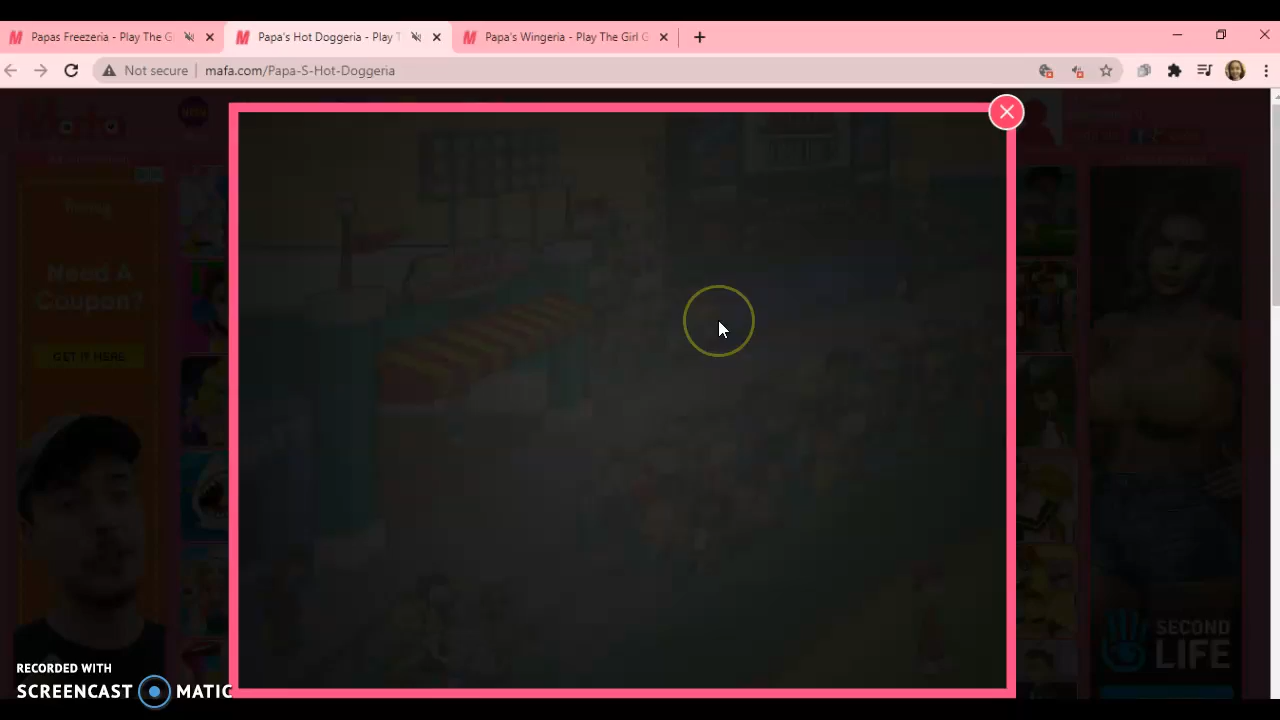 Papas Freezeria - Play The G
Papa's Hot Doggeria - Play T
Papa's Wingeria - Play The Girl G
Not secure
mafa.com/Papa-S-Hot-Doggeria
Need A
Coupon?
GET IT HERE
SECOND
LIFE
RECORDED WITH
SCREENCAST MATIC